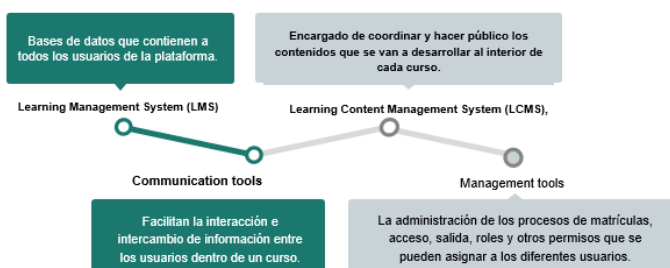 Bases de datos que contienen a
todos los usuarios de la plataforma.
Learning Management System (LMS)
Encargado de coordinar y hacer público los
contenidos que se van a desarrollar al interior de
cada curso.
Learning Content Management System (LCMS),
Communication tools
Facilitan la interacción e
intercambio de información entre
los usuarios dentro de un curso.
Management tools
La administración de los procesos de matrículas,
acceso, salida, roles y otros permisos que se
pueden asignar a los diferentes usuarios.